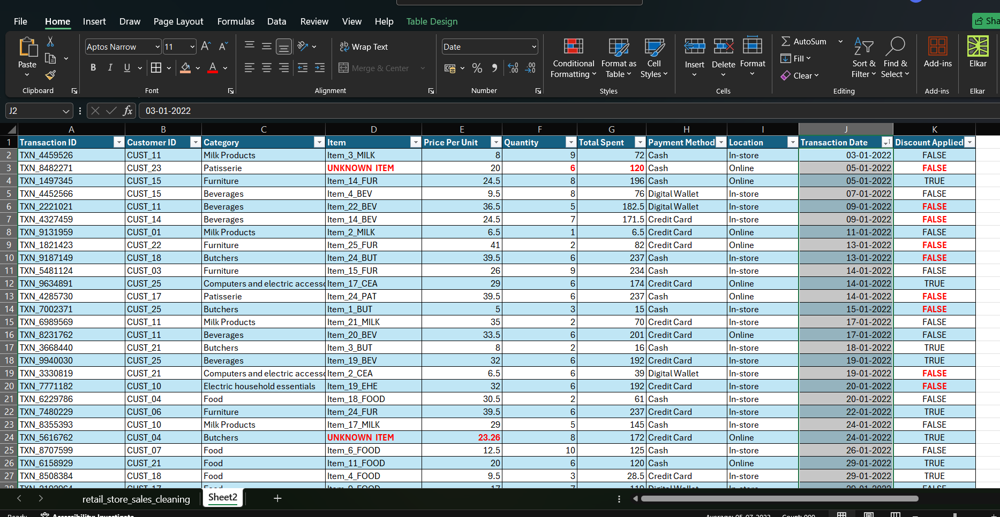 File Home Insert Draw Page Layout Formulas Data Review View Help Table Design Sha
Aptos Narrow 11 Wrap Text Date AutoSum
Paste B I U Merge & Center % Conditional Formatting Format as Table Cell Styles Insert Delete Format Fill Clear Sort & Filter Find & Select Add-ins Elkar
Clipboard Font Alignment Number Styles Cells Editing Add-ins Elkar
J2 fx 03-01-2022
A B C D E F G H I J K
1 Transaction ID Customer ID Category Item Price Per Unit Quantity Total Spent Payment Method Location Transaction Date Discount Applied
2 TXN_4459526 CUST_11 Milk Products Item_3_MILK 8 9 72 Cash In-store 03-01-2022 FALSE
3 TXN_8482271 CUST_23 Patisserie UNKNOWN ITEM 20 6 120 Cash Online 05-01-2022 FALSE
4 TXN_1497345 CUST_15 Furniture Item_14_FUR 24.5 8 196 Cash Online 05-01-2022 TRUE
5 TXN_4452566 CUST_15 Beverages Item_4_BEV 9.5 8 76 Digital Wallet In-store 07-01-2022 FALSE
6 TXN_2221021 CUST_11 Beverages Item_22_BEV 36.5 5 182.5 Digital Wallet In-store 09-01-2022 FALSE
7 TXN_4327459 CUST_14 Beverages Item_14_BEV 24.5 7 171.5 Credit Card In-store 09-01-2022 FALSE
8 TXN_9131959 CUST_01 Milk Products Item_2_MILK 6.5 1 6.5 Credit Card Online 11-01-2022 FALSE
9 TXN_1821423 CUST_22 Furniture Item_25_FUR 41 2 82 Credit Card Online 13-01-2022 FALSE
10 TXN_9187149 CUST_18 Butchers Item_24_BUT 39.5 6 237 Cash In-store 13-01-2022 FALSE
11 TXN_5481124 CUST_03 Furniture Item_15_FUR 26 9 234 Cash In-store 14-01-2022 FALSE
12 TXN_9634891 CUST_25 Computers and electric accesso Item_17_CEA 29 6 174 Credit Card Online 14-01-2022 TRUE
13 TXN_4285730 CUST_17 Patisserie Item_24_PAT 39.5 6 237 Cash Online 14-01-2022 FALSE
14 TXN_7002371 CUST_25 Butchers Item_1_BUT 5 3 15 Cash In-store 15-01-2022 FALSE
15 TXN_6989569 CUST_11 Milk Products Item_21_MILK 35 2 70 Credit Card In-store 17-01-2022 FALSE
16 TXN_8231762 CUST_11 Beverages Item_20_BEV 33.5 6 201 Credit Card Online 17-01-2022 FALSE
17 TXN_3668440 CUST_21 Butchers Item_3_BUT 8 2 16 Cash In-store 18-01-2022 TRUE
18 TXN_9940030 CUST_25 Beverages Item_19_BEV 32 6 192 Credit Card In-store 19-01-2022 TRUE
19 TXN_3330819 CUST_21 Computers and electric accesso Item_2_CEA 6.5 6 39 Digital Wallet In-store 19-01-2022 FALSE
20 TXN_7771182 CUST_10 Electric household essentials Item_19_EHE 32 6 192 Credit Card In-store 20-01-2022 FALSE
21 TXN_6229786 CUST_04 Food Item_18_FOOD 30.5 2 61 Cash In-store 20-01-2022 FALSE
22 TXN_7480229 CUST_06 Furniture Item_24_FUR 39.5 6 237 Credit Card In-store 22-01-2022 TRUE
23 TXN_8355393 CUST_10 Milk Products Item_17_MILK 29 5 145 Cash In-store 24-01-2022 FALSE
24 TXN_5616762 CUST_04 Butchers UNKNOWN ITEM 23.26 8 172 Credit Card Online 24-01-2022 TRUE
25 TXN_8707599 CUST_07 Food Item_6_FOOD 12.5 10 125 Cash In-store 26-01-2022 FALSE
26 TXN_6158929 CUST_21 Food Item_11_FOOD 20 6 120 Cash Online 29-01-2022 TRUE
27 TXN_8508384 CUST_18 Food Item_4_FOOD 9.5 3 28.5 Credit Card In-store 29-01-2022 TRUE
retail_store_sales_cleaning Sheet2
Ready Accessibility: Investigate